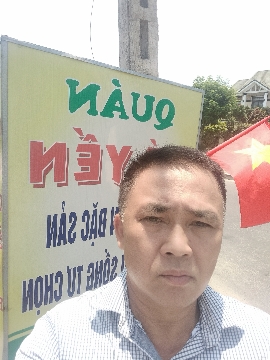 QUÁN
YẾN
ĐẶC SẢN
SỐNG TỰ CHỌN